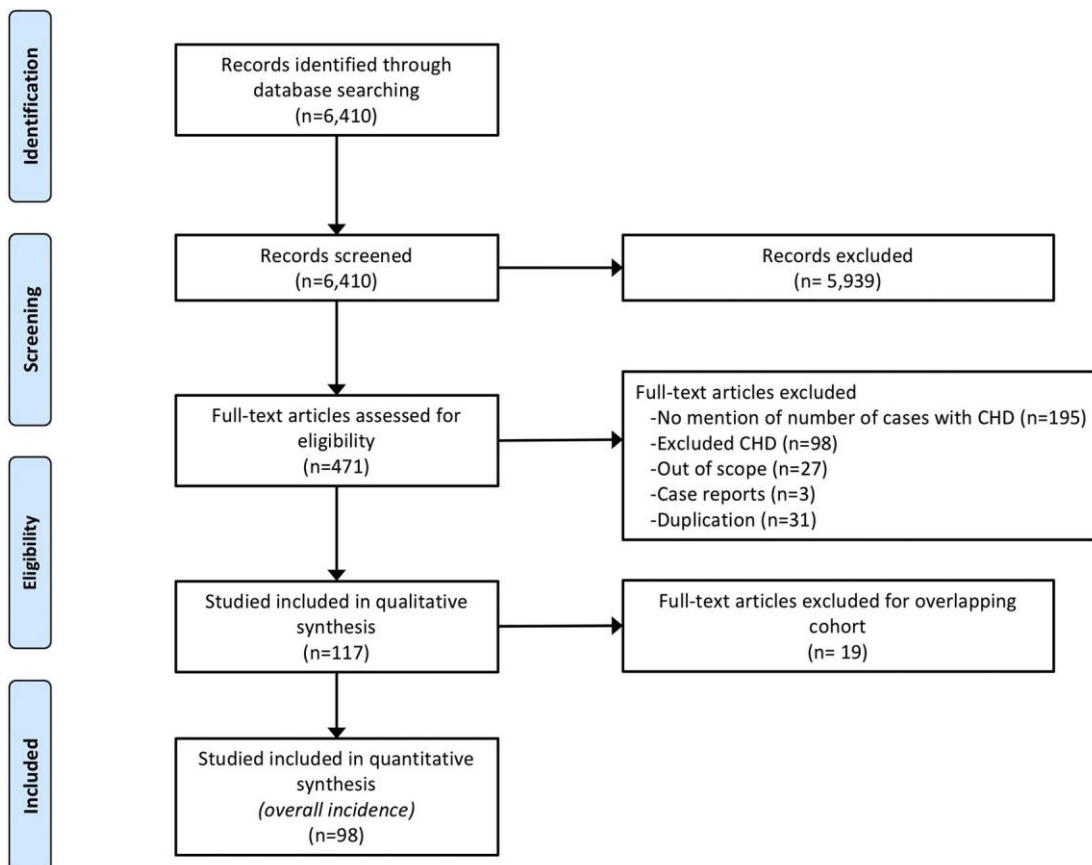 Identification
Records identified through
database searching
(n=6,410)
Screening
Records screened
(n=6,410)
Records excluded
(n= 5,939)
Full-text articles assessed for
eligibility
(n=471)
Full-text articles excluded
-No mention of number of cases with CHD (n=195)
-Excluded CHD (n=98)
-Out of scope (n=27)
-Case reports (n=3)
-Duplication (n=31)
Eligibility
Studied included in qualitative
synthesis
(n=117)
Full-text articles excluded for overlapping
cohort
(n= 19)
Included
Studied included in quantitative
synthesis
(overall incidence)
(n=98)